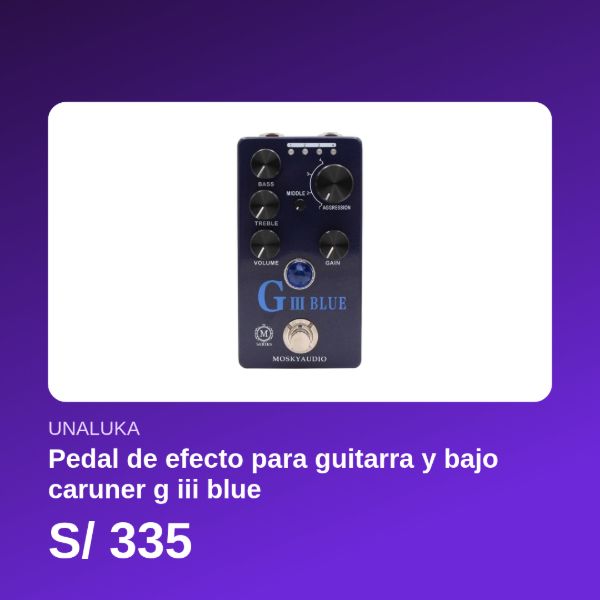 BASS
MIDDLE
AGGRESSION
TREBLE
VOLUME
GAIN
G III BLUE
M
SERIES
MOSKYAUDIO
UNALUKA
Pedal de efecto para guitarra y bajo
caruner g iii blue
S/ 335